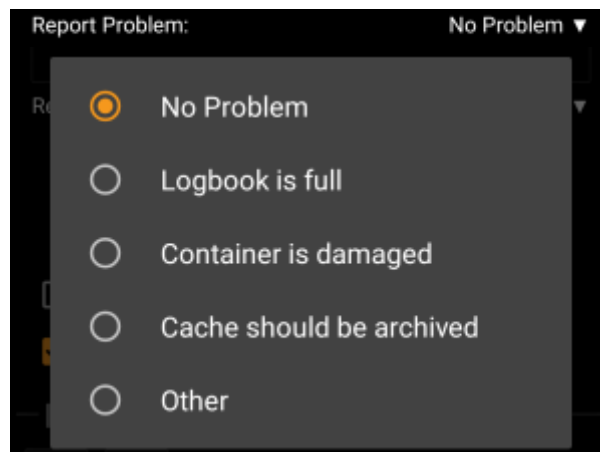 Report Problem:
No Problem ▼
No Problem
Logbook is full
Container is damaged
Cache should be archived
Other